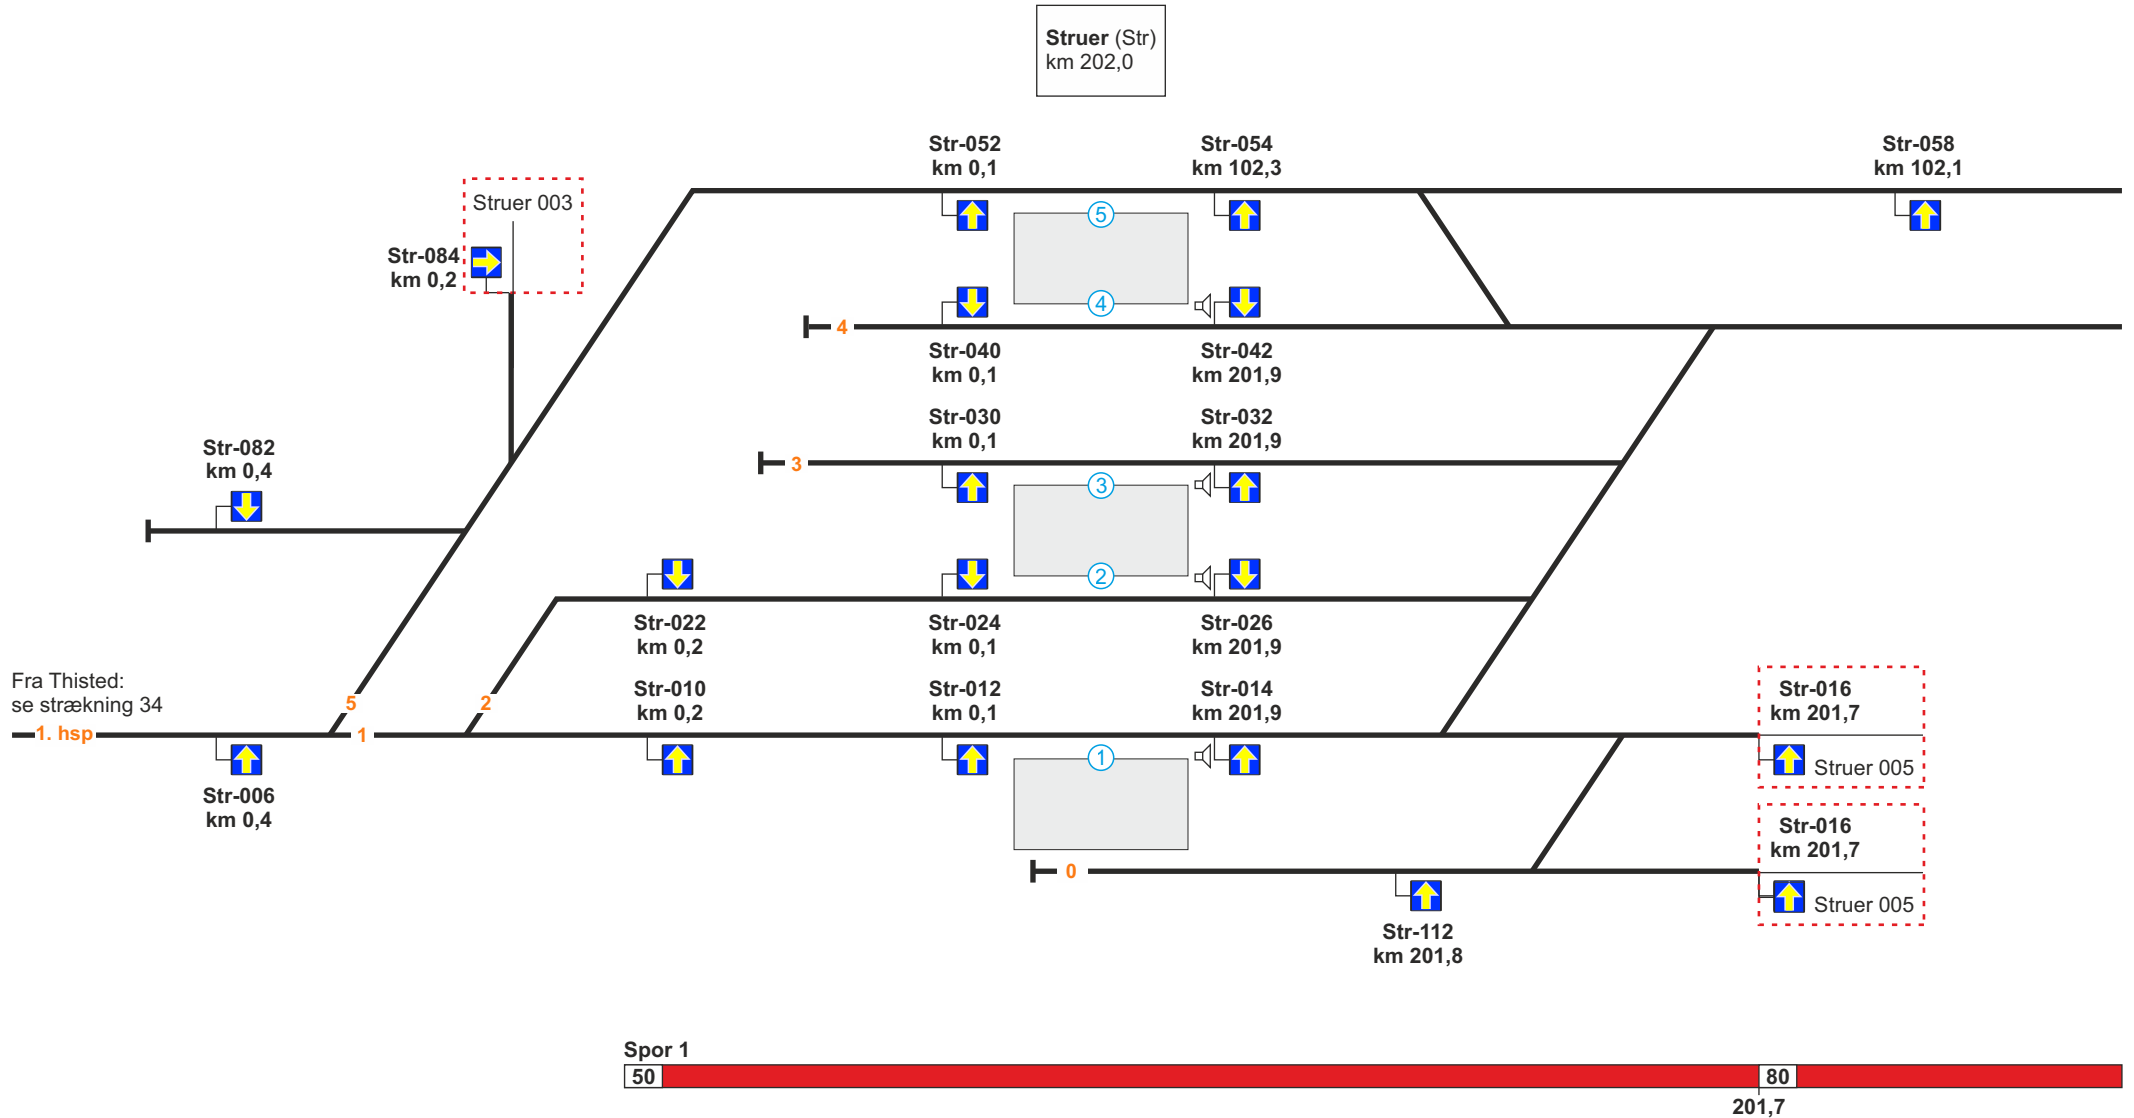 Struer (Str)
km 202,0
Str-052
km 0,1
Str-054
km 102,3
Str-058
km 102,1
Struer 003
Str-084
km 0,2
5
4
4
Str-040
km 0,1
Str-042
km 201,9
Str-030
km 0,1
Str-032
km 201,9
Str-082
km 0,4
3
3
2
Str-022
km 0,2
Str-024
km 0,1
Str-026
km 201,9
Fra Thisted:
se strækning 34
1. hsp
5
1
2
Str-010
km 0,2
Str-012
km 0,1
Str-014
km 201,9
Str-016
km 201,7
Struer 005
1
Str-006
km 0,4
Str-016
km 201,7
Struer 005
0
Str-112
km 201,8
Spor 1
50
80
201,7